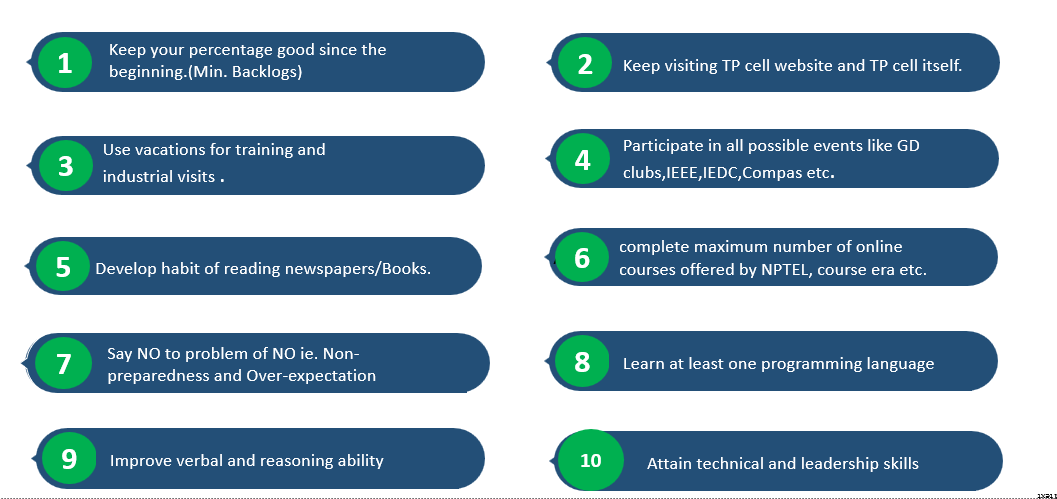 1
Keep your percentage good since the
beginning.(Min. Backlogs)
2
Keep visiting TP cell website and TP cell itself.
3
Use vacations for training and
industrial visits .
4
Participate in all possible events like GD
clubs,IEEE,IEDC,Compas etc.
5
Develop habit of reading newspapers/Books.
6
complete maximum number of online
courses offered by NPTEL, course era etc.
7
Say NO to problem of NO ie. Non-
preparedness and Over-expectation
8
Learn at least one programming language
9
Improve verbal and reasoning ability
10
Attain technical and leadership skills